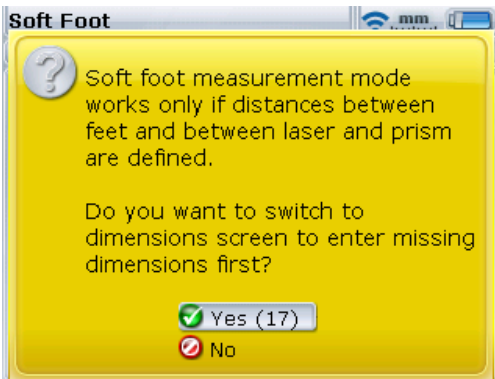 Soft Foot
mm
Soft foot measurement mode
works only if distances between
feet and between laser and prism
are defined.
Do you want to switch to
dimensions screen to enter missing
dimensions first?
Yes (17)
No